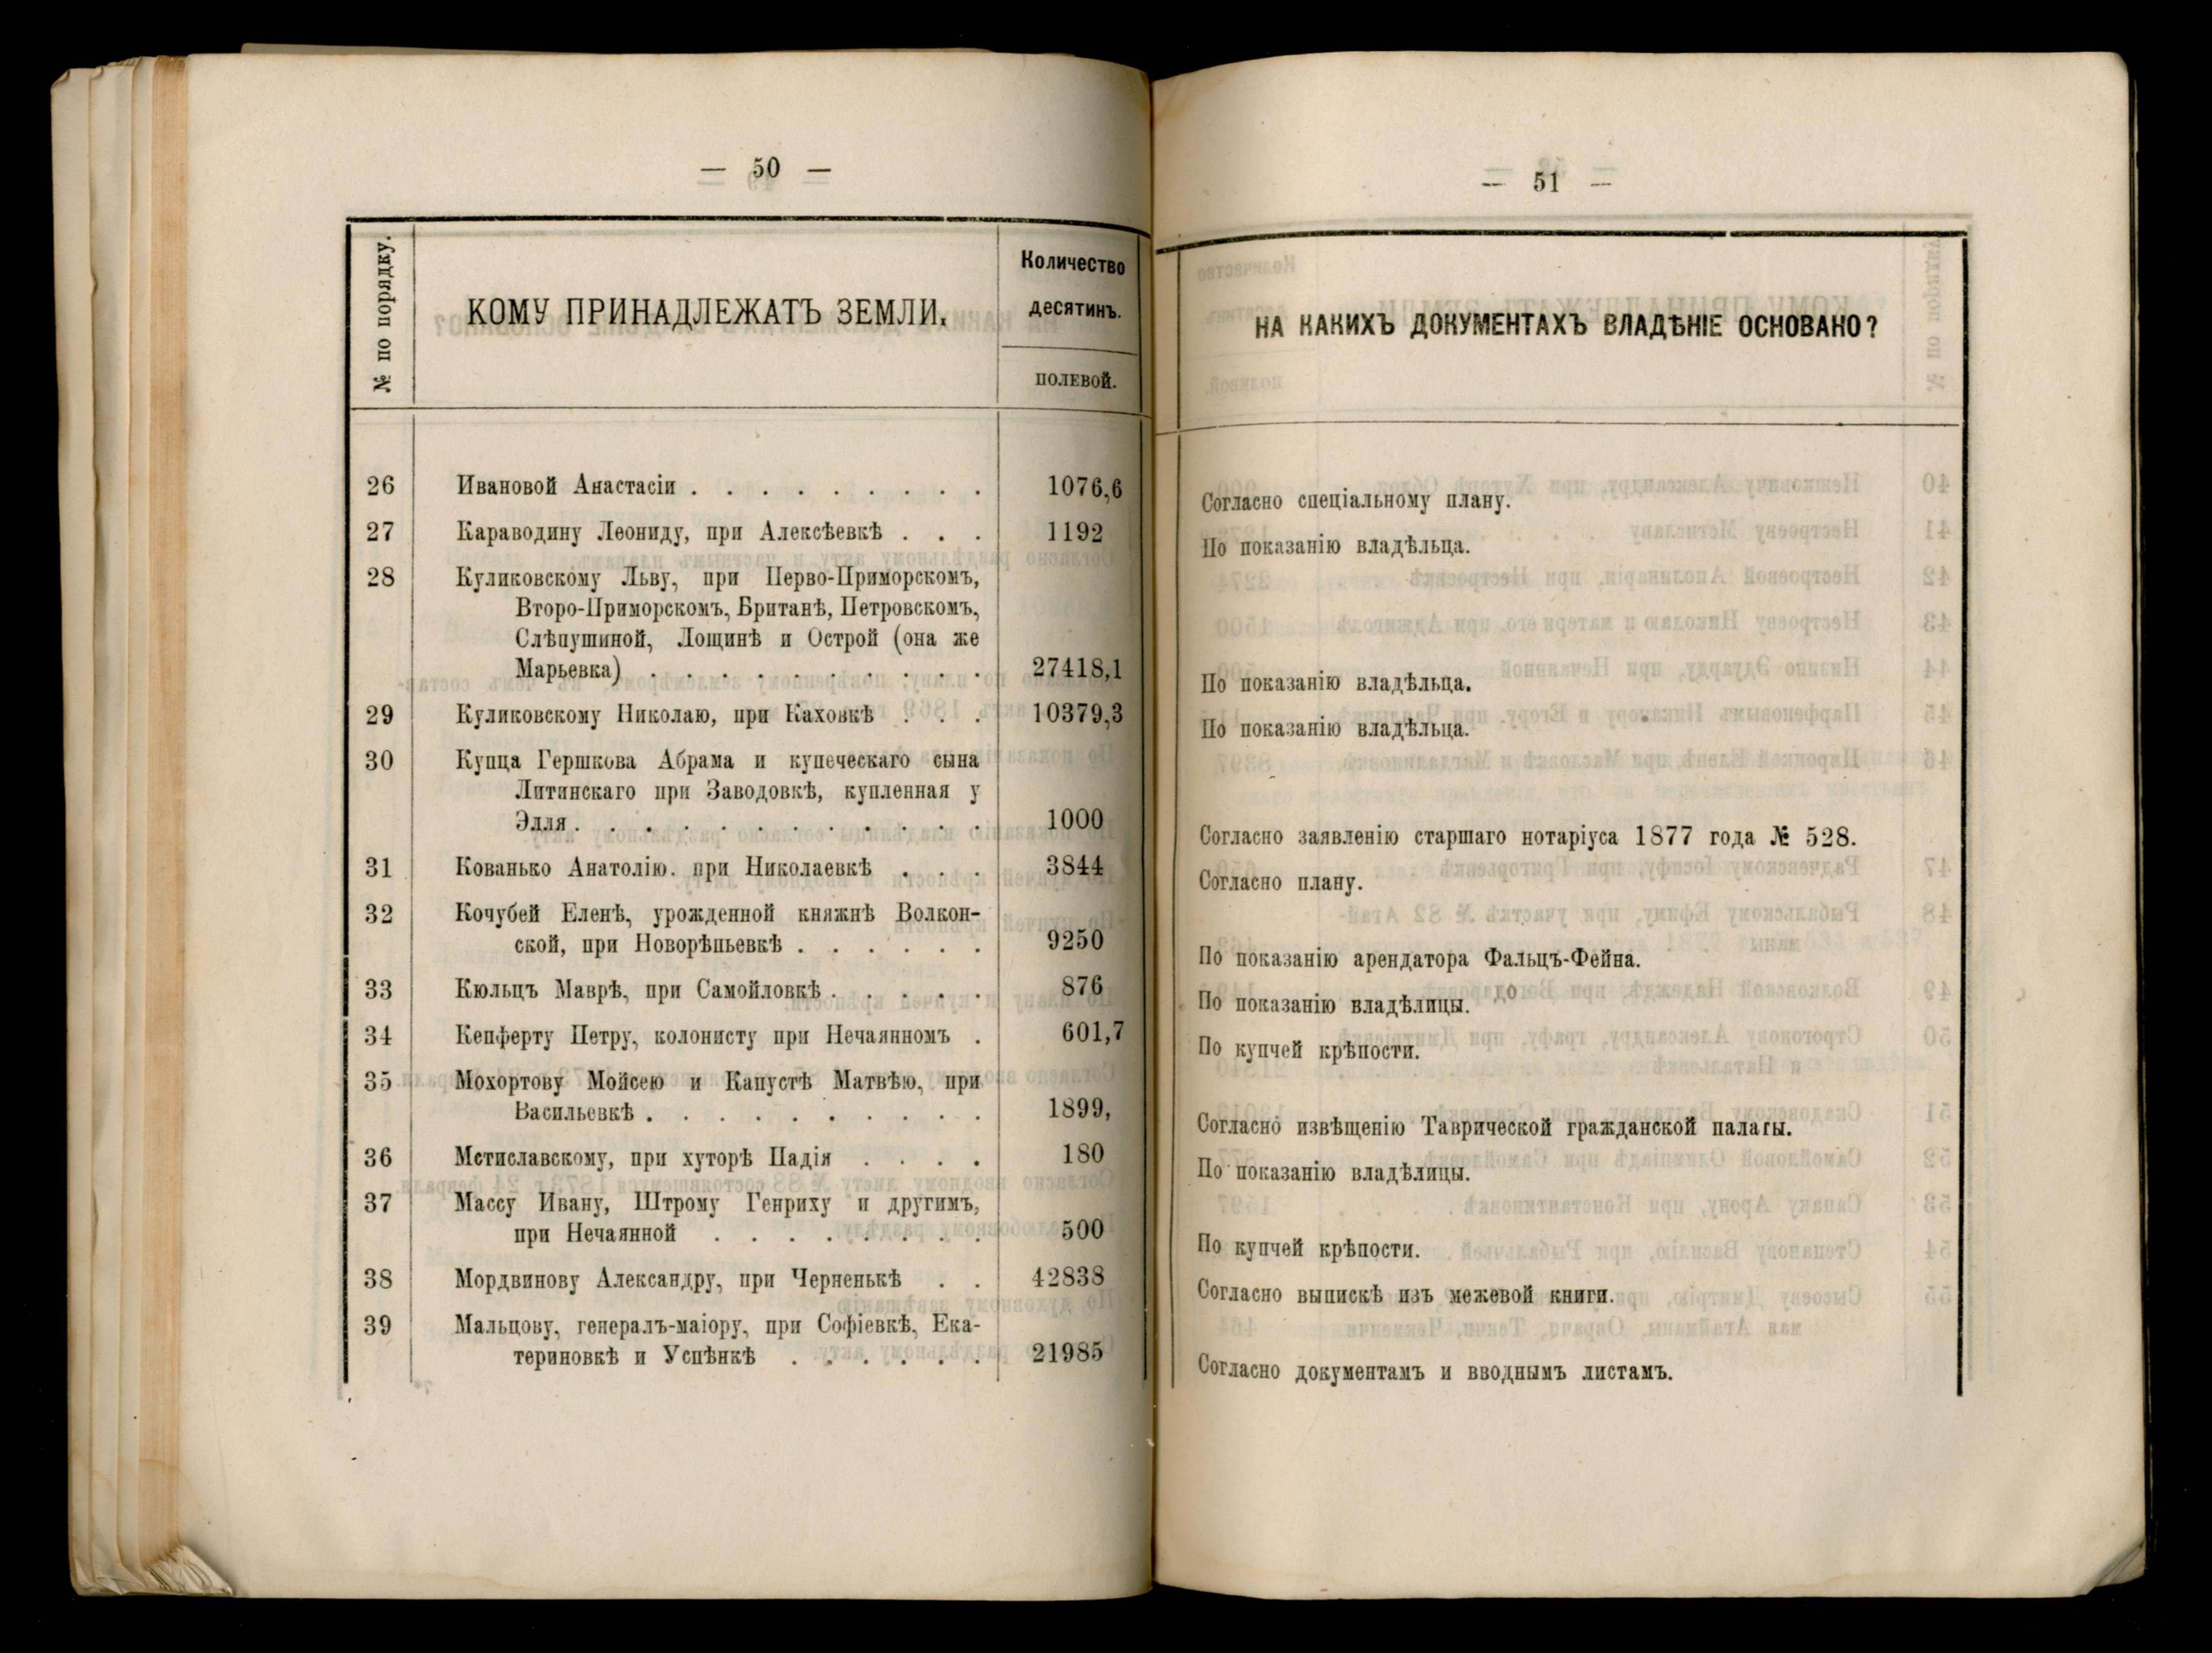 — 50 —
№ по порядку.
КОМУ ПРИНАДЛЕЖАТЪ ЗЕМЛИ.
Количество
десятинъ.
ПОЛЕВОЙ.
26 Ивановой Анастасіи . . . . . . . . . 1076,6
27 Караводину Леониду, при Алексѣевкѣ . . . 1192
28 Куликовскому Льву, при Перво-Приморскомъ,
Второ-Приморскомъ, Британѣ, Петровскомъ,
Слѣпушиной, Лощинѣ и Острой (она же
Марьевка) . . . . . . . . . . 27418,1
29 Куликовскому Николаю, при Каховкѣ . . . 10379,3
30 Купца Гершкова Абрама и купеческаго сына
Литинскаго при Заводовкѣ, купленная у
Элля . . . . . . . . . . . . 1000
31 Кованько Анатолію. при Николаевкѣ . . . 3844
32 Кочубей Еленѣ, урожденной княжнѣ Волкон-
ской, при Новорѣпьевкѣ . . . . . . 9250
33 Кюльцъ Маврѣ, при Самойловкѣ . . . . . 876
34 Кепферту Петру, колонисту при Нечаянномъ . 601,7
35 Мохортову Мойсею и Капустѣ Матвѣю, при
Васильевкѣ . . . . . . . . . . 1899,
36 Мстиславскому, при хуторѣ Падія . . . . 180
37 Массу Ивану, Штрому Генриху и другимъ,
при Нечаянной . . . . . . . . 500
38 Мордвинову Александру, при Черненькѣ . . 42838
39 Мальцову, генералъ-маіору, при Софіевкѣ, Ека-
териновкѣ и Успѣнкѣ . . . . . . 21985
— 51 —
НА КАКИХЪ ДОКУМЕНТАХЪ ВЛАДѢНІЕ ОСНОВАНО?
Согласно спеціальному плану.
По показанію владѣльца.
По показанію владѣльца.
По показанію владѣльца.
Согласно заявленію старшаго нотаріуса 1877 года № 528.
Согласно плану.
По показанію арендатора Фальцъ-Фейна.
По показанію владѣлицы.
По купчей крѣпости.
Согласно извѣщенію Таврической гражданской палаты.
По показанію владѣлицы.
По купчей крѣпости.
Согласно выпискѣ изъ межевой книги.
Согласно документамъ и вводнымъ листамъ.